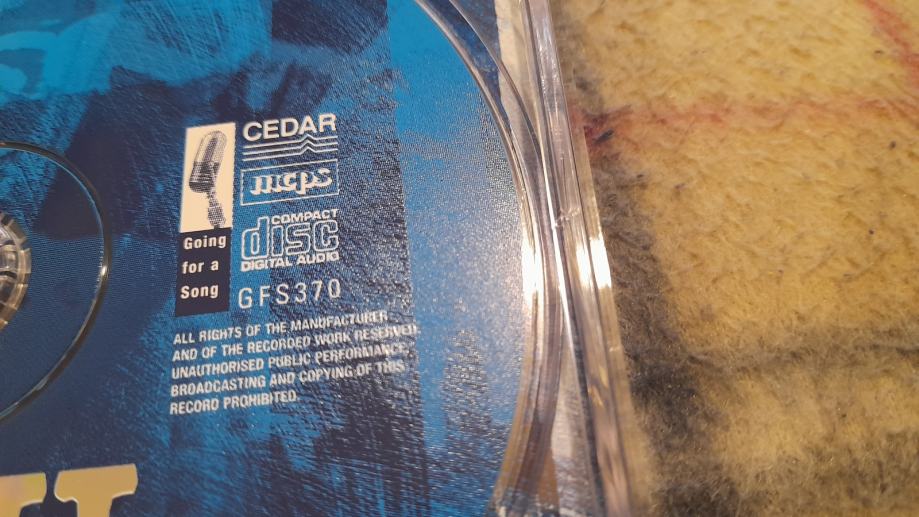 CEDAR
mcps
COMPACT
disc
DIGITAL AUDIO
Going
for a
Song
GFS370
ALL RIGHTS OF THE MANUFACTURER
AND OF THE RECORDED WORK RESERVED.
UNAUTHORISED PUBLIC PERFORMANCE,
BROADCASTING AND COPYING OF THIS
RECORD PROHIBITED.